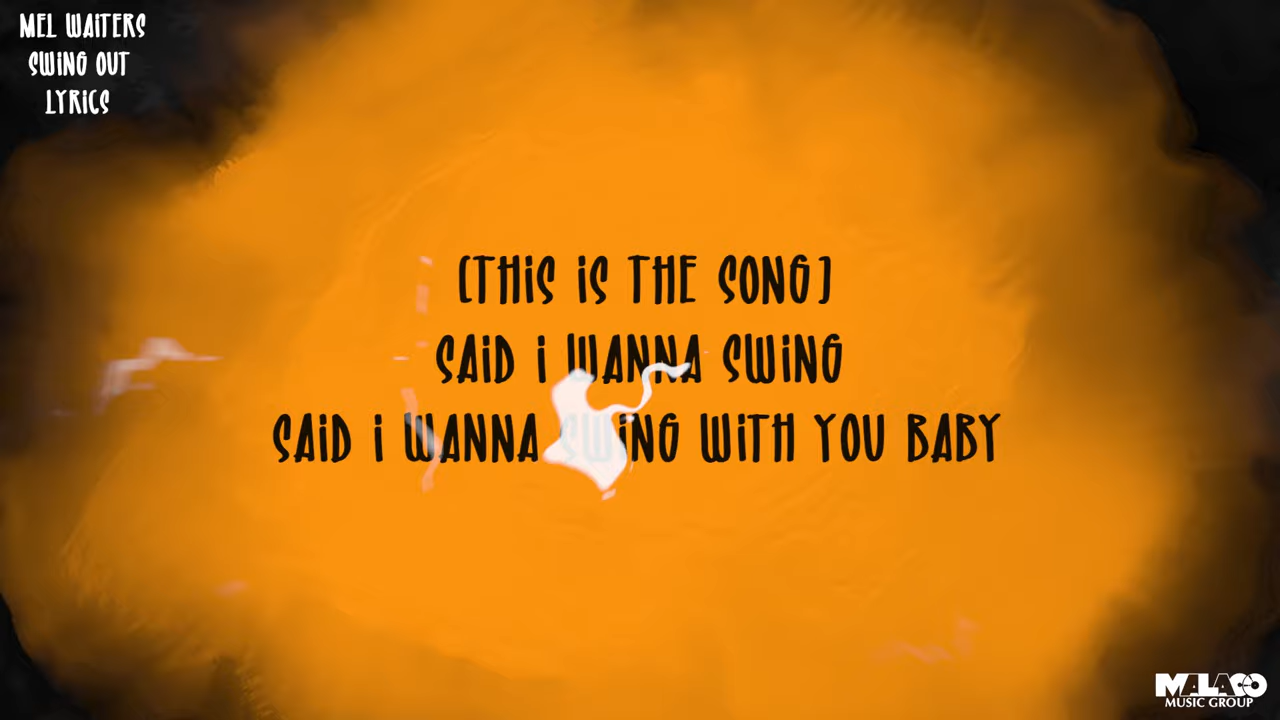 MEL WAITERS
SWING OUT
LYRICS
(THIS IS THE SONG)
SAID I WANNA SWING
SAID I WANNA SWING WITH YOU BABY
MALACO
MUSIC GROUP